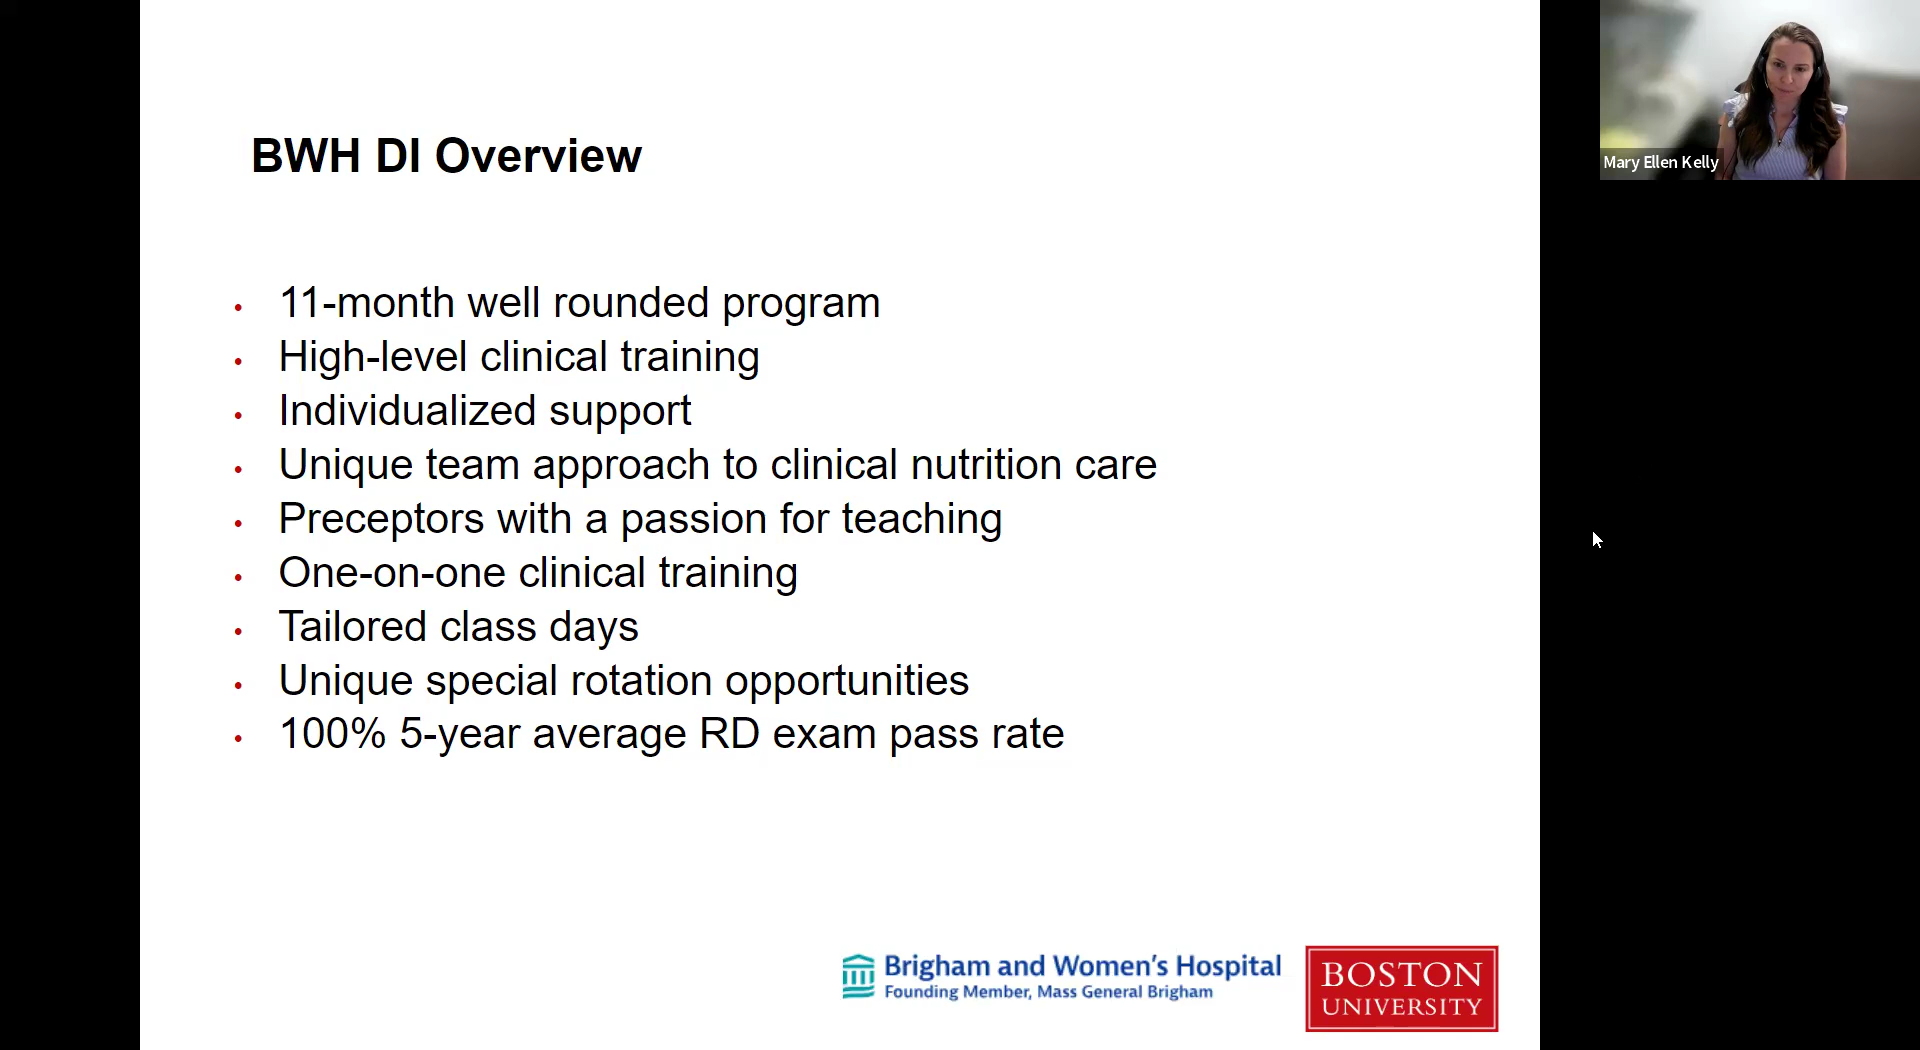 BWH DI Overview
Mary Ellen Kelly
• 11-month well rounded program
• High-level clinical training
• Individualized support
• Unique team approach to clinical nutrition care
• Preceptors with a passion for teaching
• One-on-one clinical training
• Tailored class days
• Unique special rotation opportunities
• 100% 5-year average RD exam pass rate
Brigham and Women's Hospital
Founding Member, Mass General Brigham
BOSTON
UNIVERSITY